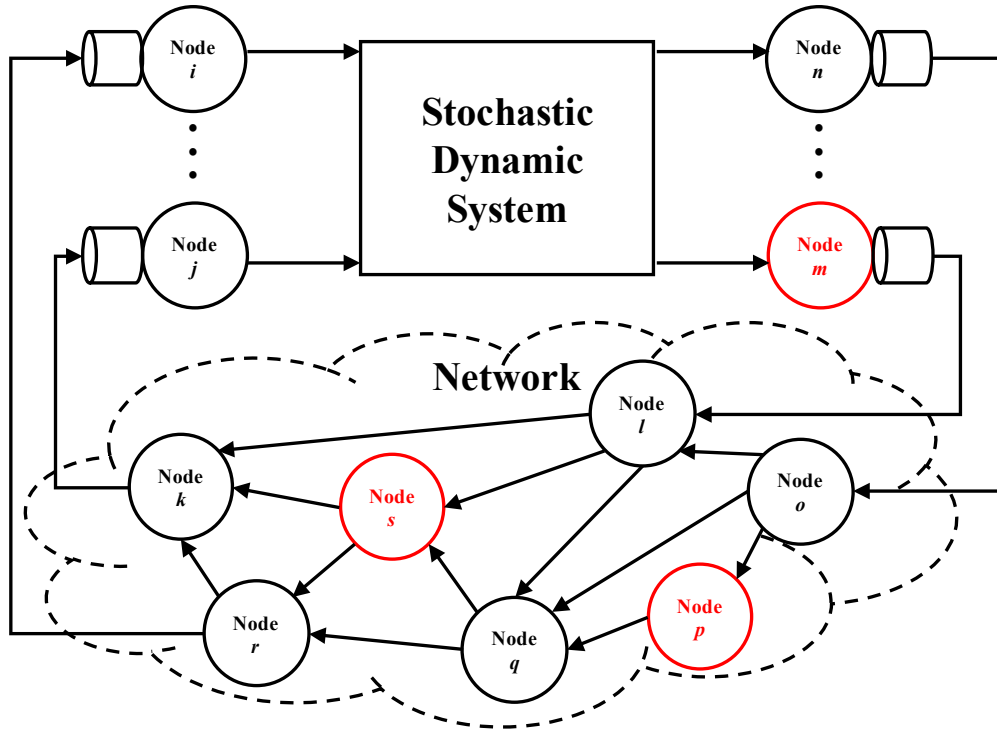 Node
i
Node
n
Stochastic
Dynamic
System
Node
j
Node
m
Network
Node
l
Node
k
Node
s
Node
o
Node
r
Node
q
Node
p